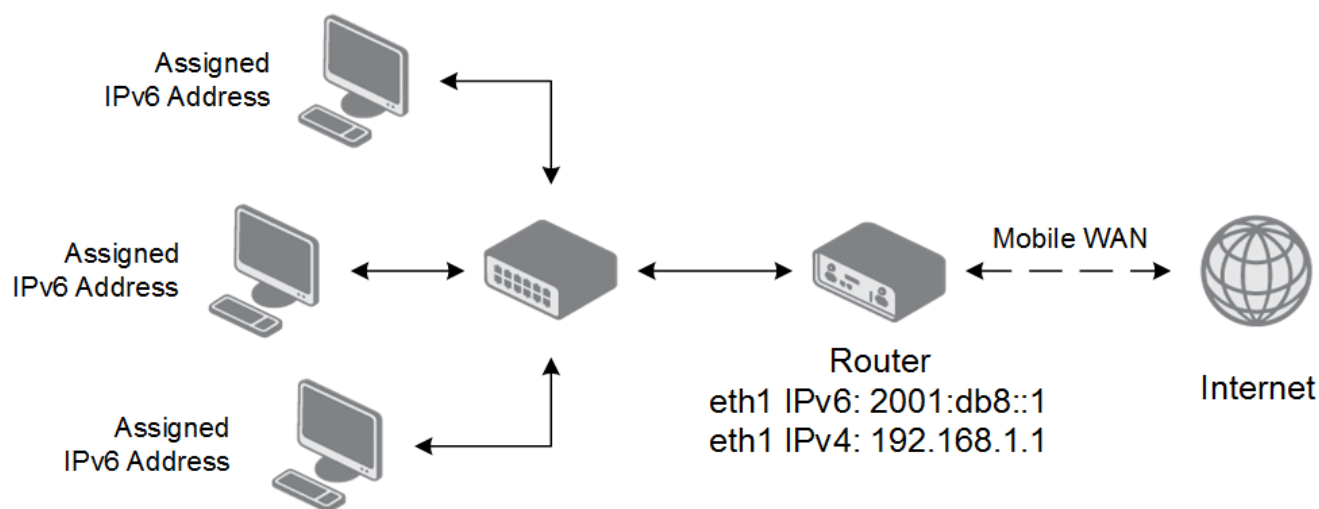 Assigned
IPv6 Address
Assigned
IPv6 Address
Assigned
IPv6 Address
Mobile WAN
Router
eth1 IPv6: 2001:db8::1
eth1 IPv4: 192.168.1.1
Internet